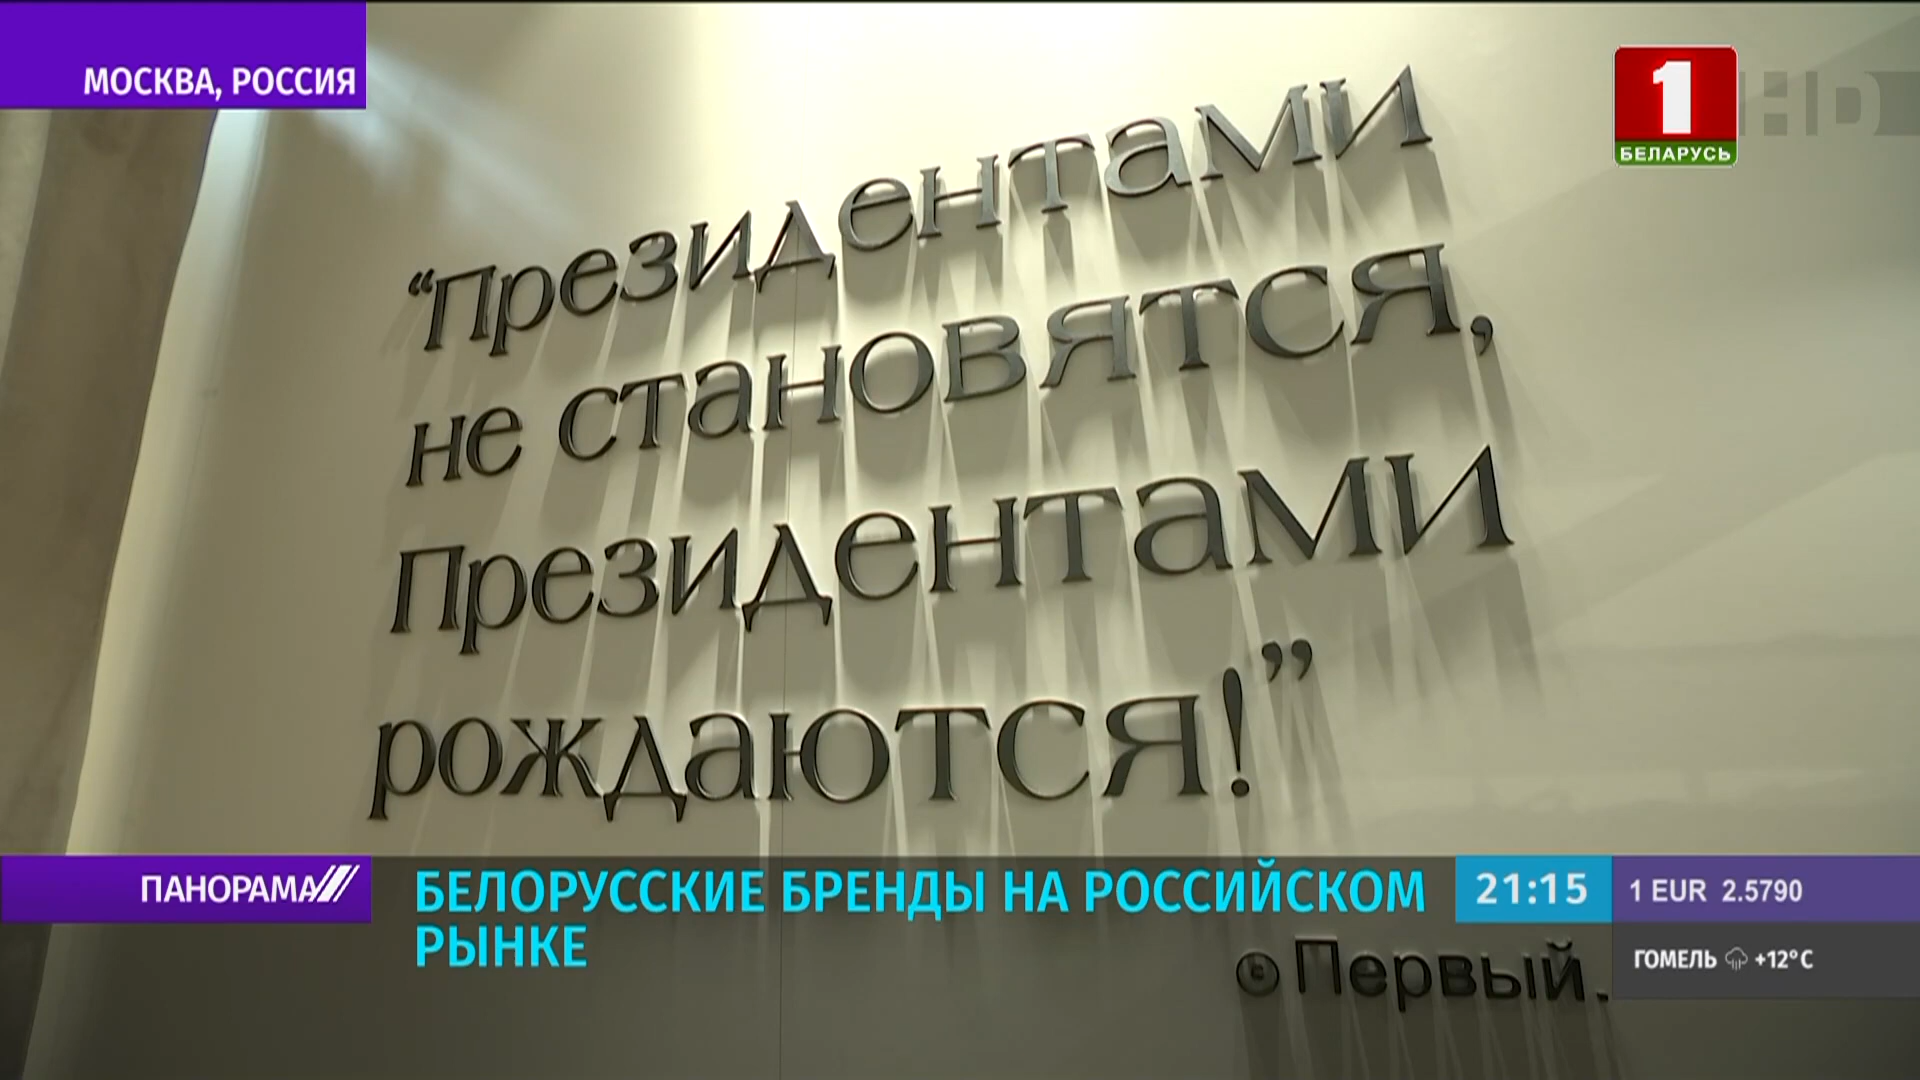 МОСКВА, РОССИЯ
1
HD
БЕЛАРУСЬ
“Президентами
не становятся,
Президентами
рождаются!”
© Первый.
ПАНОРАМА
БЕЛОРУССКИЕ БРЕНДЫ НА РОССИЙСКОМ
РЫНКЕ
21:15
1 EUR 2.5790
ГОМЕЛЬ +12°C